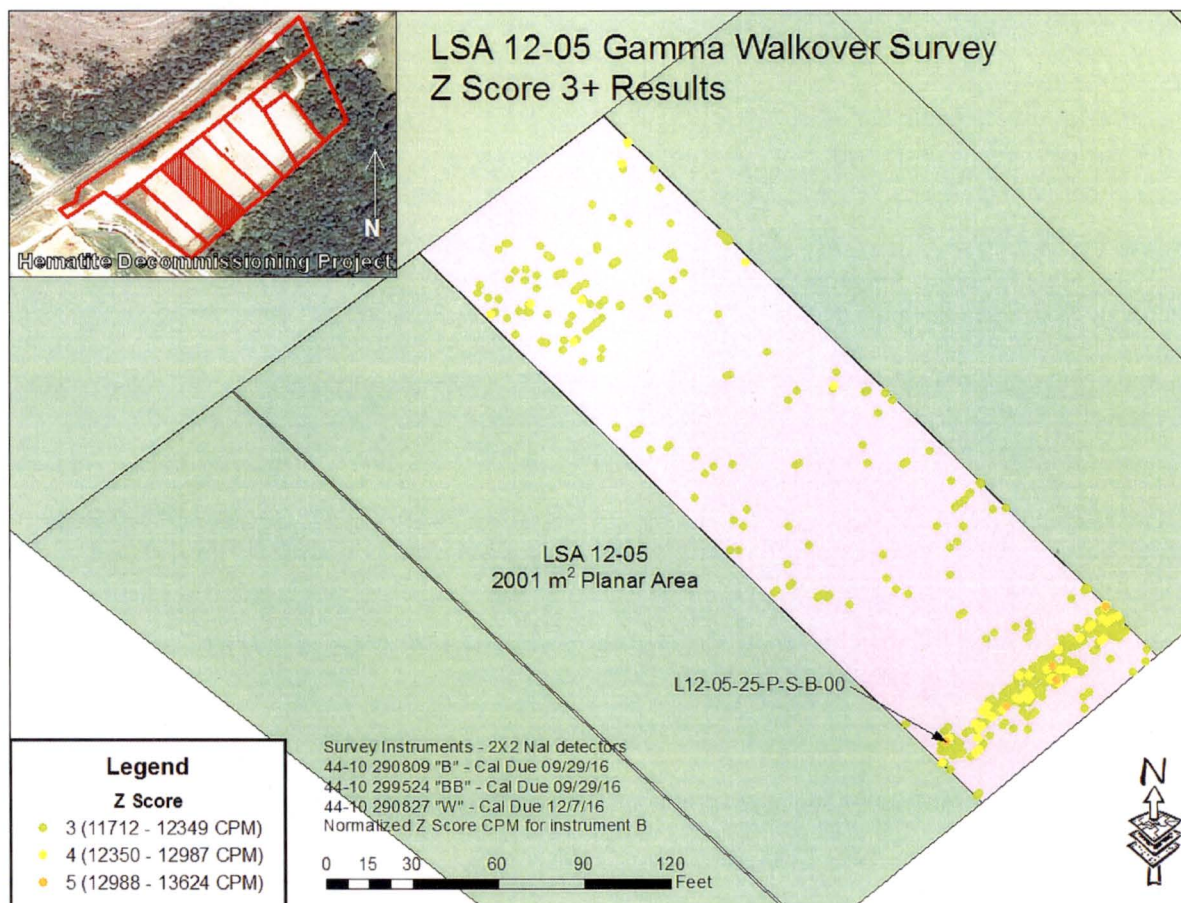 LSA 12-05 Gamma Walkover Survey
Z Score 3+ Results
N
Hematite Decommissioning Project
LSA 12-05
2001 m² Planar Area
L12-05-25-P-S-B-00
Legend
Z Score
3 (11712 - 12349 CPM)
4 (12350 - 12987 CPM)
5 (12988 - 13624 CPM)
Survey Instruments - 2X2 NaI detectors
44-10 290809 "B" - Cal Due 09/29/16
44-10 299524 "BB" - Cal Due 09/29/16
44-10 290827 "W" - Cal Due 12/7/16
Normalized Z Score CPM for instrument B
0 15 30 60 90 120
Feet
N